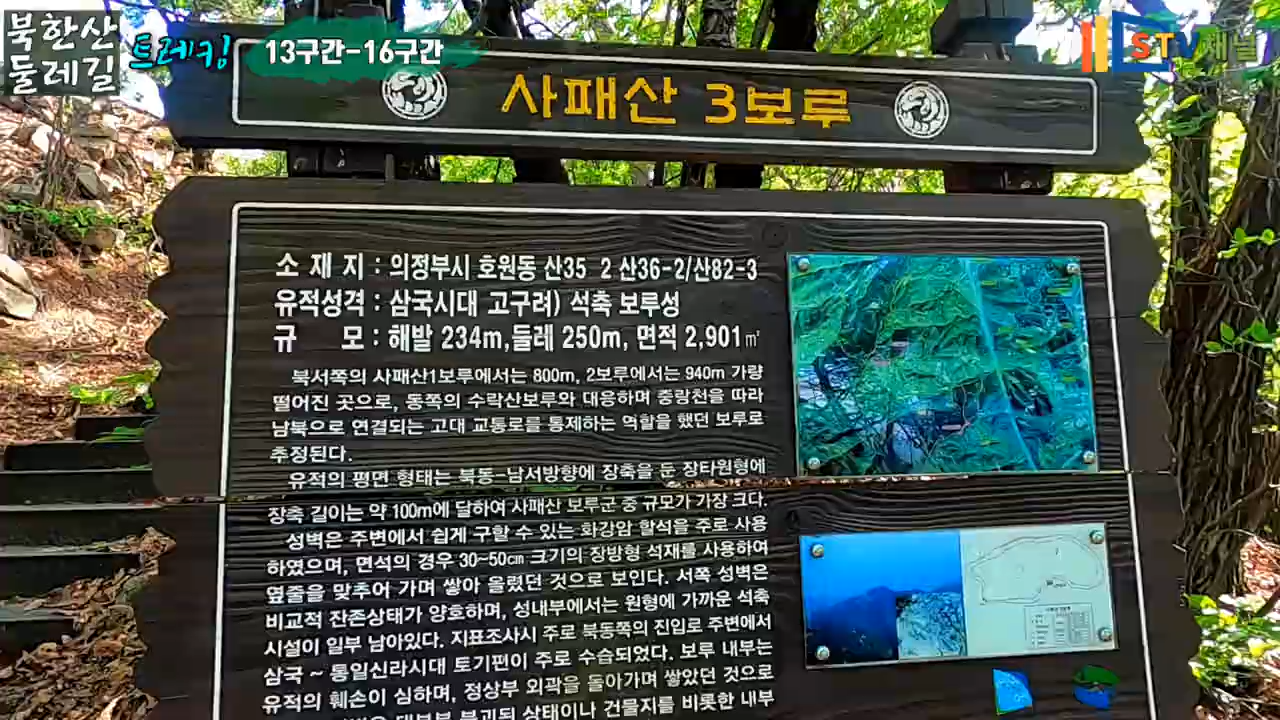 북한산
둘레길
트레킹
13구간-16구간
STV채널
사패산 3보루
소 재 지 : 의정부시 호원동 산35 2 산36-2/산82-3
유적성격 : 삼국시대 고구려) 석축 보루성
규 모 : 해발 234m,둘레 250m, 면적 2,901㎡
북서쪽의 사패산1보루에서는 800m, 2보루에서는 940m 가량
떨어진 곳으로, 동쪽의 수락산보루와 대응하며 중랑천을 따라
남북으로 연결되는 고대 교통로를 통제하는 역할을 했던 보루로
추정된다.
유적의 평면 형태는 북동-남서방향에 장축을 둔 장타원형에
장축 길이는 약 100m에 달하여 사패산 보루군 중 규모가 가장 크다.
성벽은 주변에서 쉽게 구할 수 있는 화강암 할석을 주로 사용
하였으며, 면석의 경우 30~50㎝ 크기의 장방형 석재를 사용하여
옆줄을 맞추어 가며 쌓아 올렸던 것으로 보인다. 서쪽 성벽은
비교적 잔존상태가 양호하며, 성내부에서는 원형에 가까운 석축
시설이 일부 남아있다. 지표조사시 주로 북동쪽의 진입로 주변에서
삼국 ~ 통일신라시대 토기편이 주로 수습되었다. 보루 내부는
유적의 훼손이 심하며, 정상부 외곽을 돌아가며 쌓았던 것으로
대부분 붕괴된 상태이나 건물지를 비롯한 내부